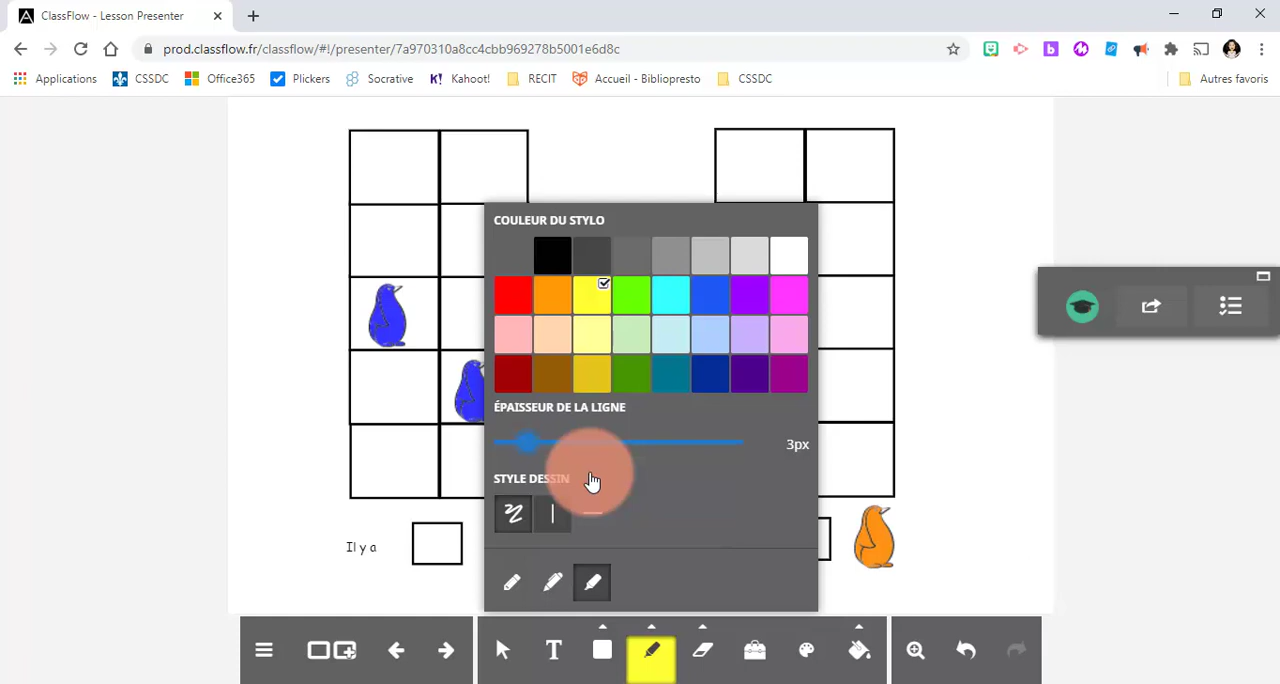 ClassFlow - Lesson Presenter
prod.classflow.fr/classflow/#!/presenter/7a970310a8cc4cbb969278b5001e6d8c
Applications CSSDC Office365 Plickers Socrative Kahoot! RECIT Accueil - Bibliopresto CSSDC Autres favoris
COULEUR DU STYLO
ÉPAISSEUR DE LA LIGNE
3px
STYLE DESSIN
Il y a